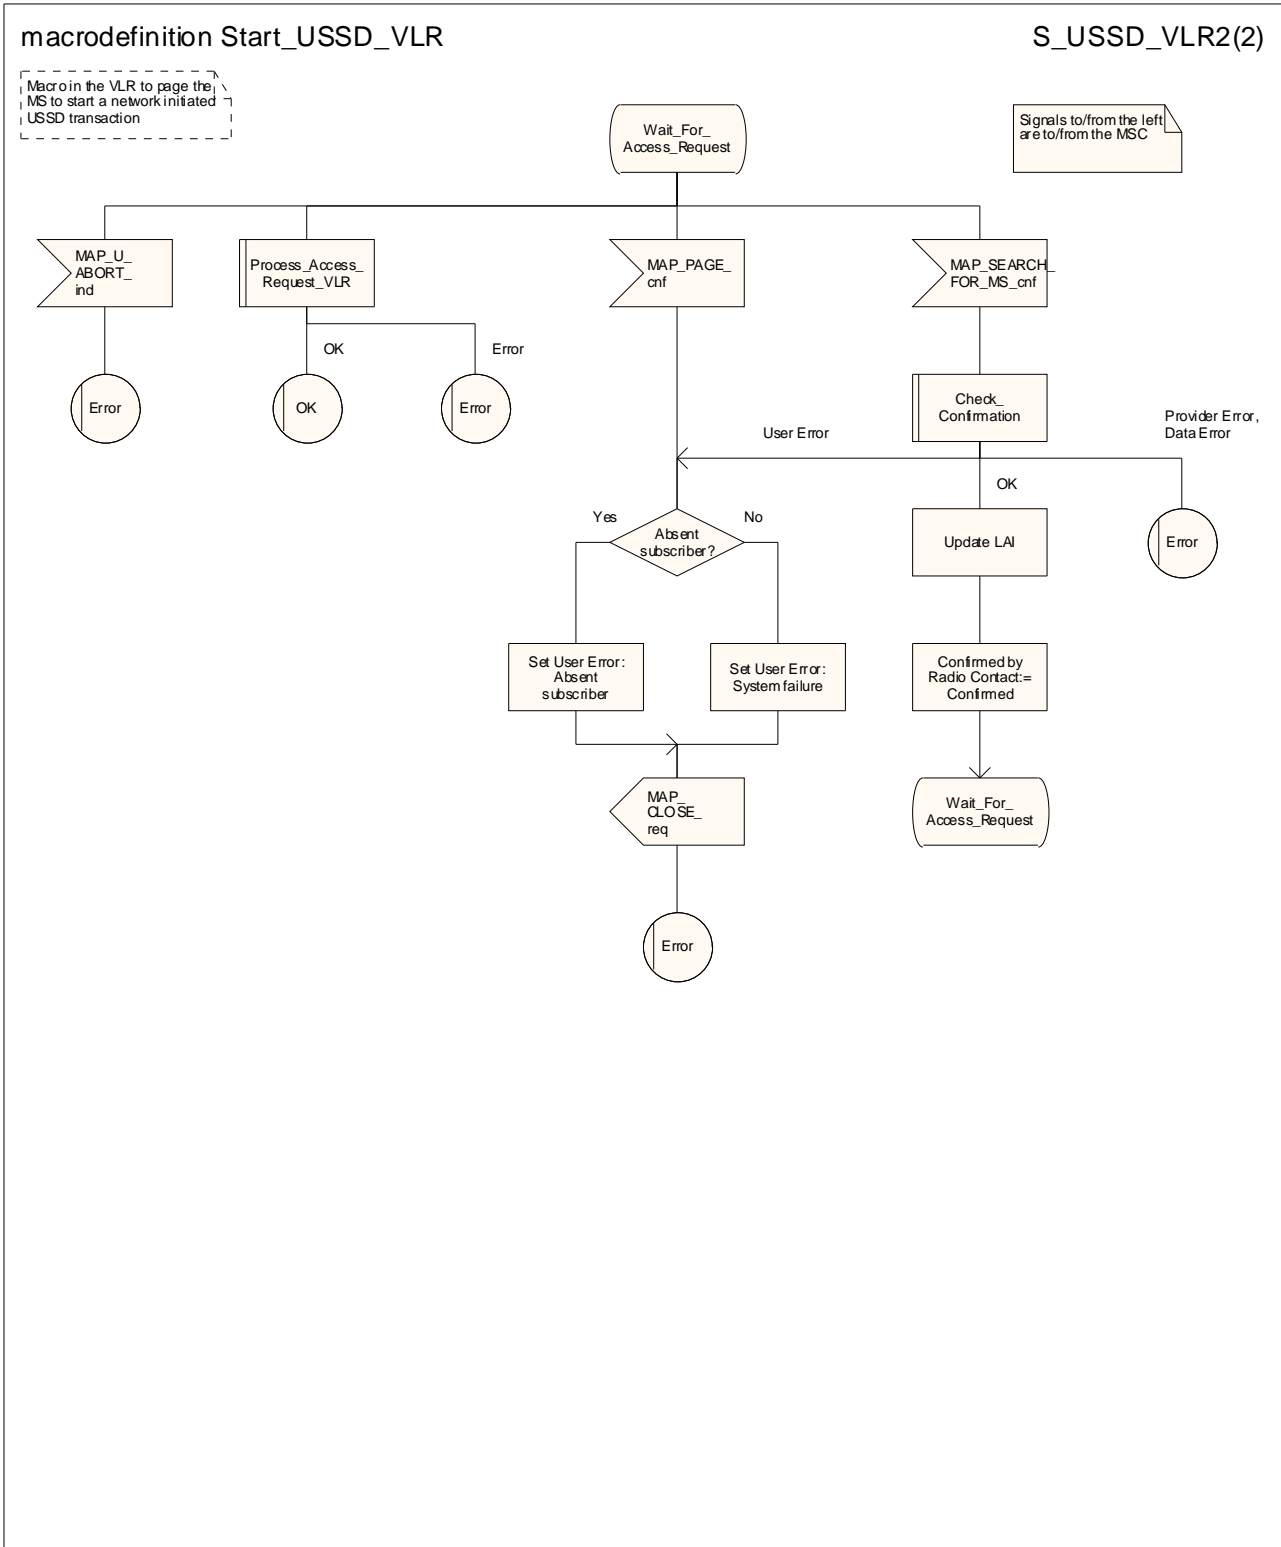 macrodefinition Start_USSD_VLR
S_USSD_VLR2(2)
Macro in the VLR to page the
MS to start a network initiated
USSD transaction
Wait_For_
Access_Request
Signals to/from the left
are to/from the MSC
MAP_U_
ABORT_
ind
Process_Access_
Request_VLR
MAP_PAGE_
cnf
MAP_SEARCH_
FOR_MS_cnf
OK
Error
Error
OK
Error
Check_
Confirmation
User Error
Provider Error,
Data Error
OK
Yes
No
Absent
subscriber?
Update LAI
Error
Set User Error:
Absent
subscriber
Set User Error:
System failure
Confirmed by
Radio Contact:=
Confirmed
MAP_
CLOSE_
req
Wait_For_
Access_Request
Error